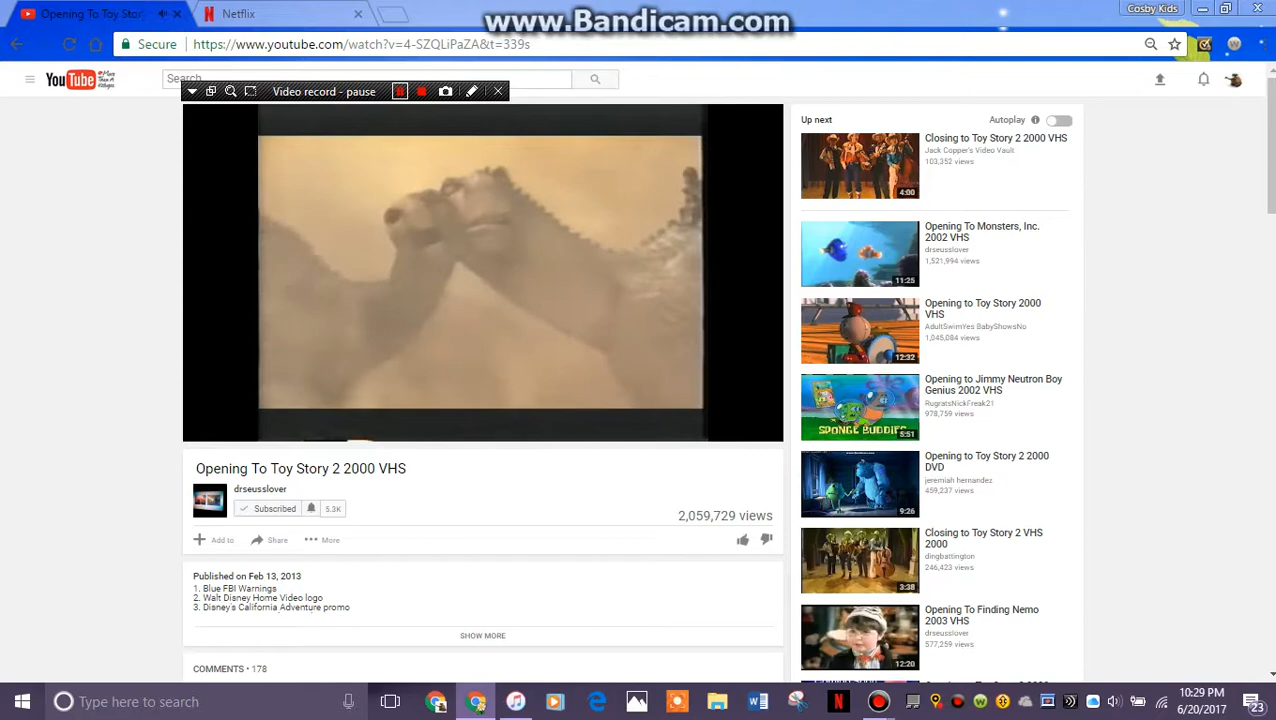 www.Bandicam.com
Opening To Toy Story
Netflix
Cosby Kids
Secure
https://www.youtube.com/watch?v=4-SZQLiPaZA&t=339s
YouTube
Search
Video record - pause
Up next
Autoplay
Closing to Toy Story 2 2000 VHS
Jack Copper's Video Vault
103,352 views
4:00
Opening To Monsters, Inc.
2002 VHS
drseusslover
1,521,994 views
11:25
Opening to Toy Story 2000
VHS
AdultSwimYes BabyShowsNo
1,045,084 views
12:32
Opening to Jimmy Neutron Boy
Genius 2002 VHS
RugratsNickFreak21
978,759 views
SPONGE BUDDIES
5:51
Opening to Toy Story 2 2000
DVD
jeremiah hernandez
459,237 views
9:26
Closing to Toy Story 2 VHS
2000
dingbattington
246,423 views
3:38
Opening To Finding Nemo
2003 VHS
drseusslover
577,259 views
12:20
Opening To Toy Story 2 2000 VHS
drseusslover
Subscribed
5.3K
2,059,729 views
Add to
Share
More
Published on Feb 13, 2013
1. Blue FBI Warnings
2. Walt Disney Home Video logo
3. Disney's California Adventure promo
SHOW MORE
COMMENTS • 178
Type here to search
10:29 PM
6/20/2017
23